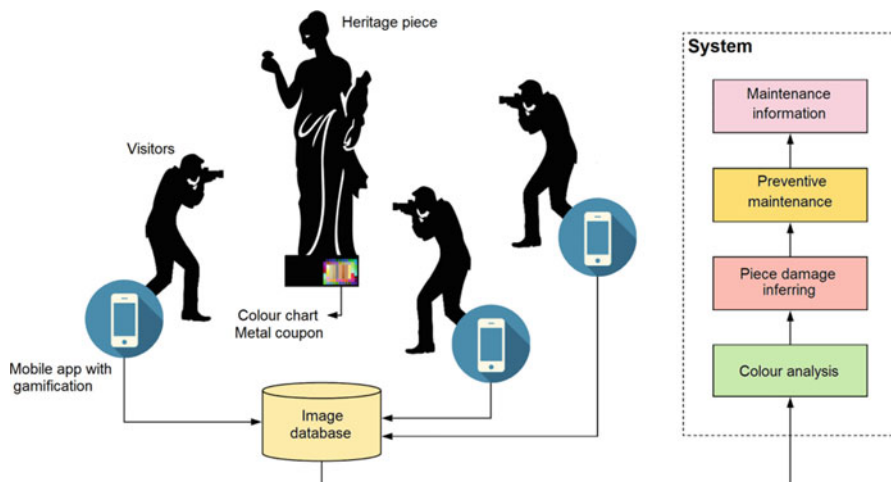 Heritage piece
Visitors
Colour chart
Metal coupon
Mobile app with
gamification
Image
database
System
Maintenance
information
Preventive
maintenance
Piece damage
inferring
Colour analysis